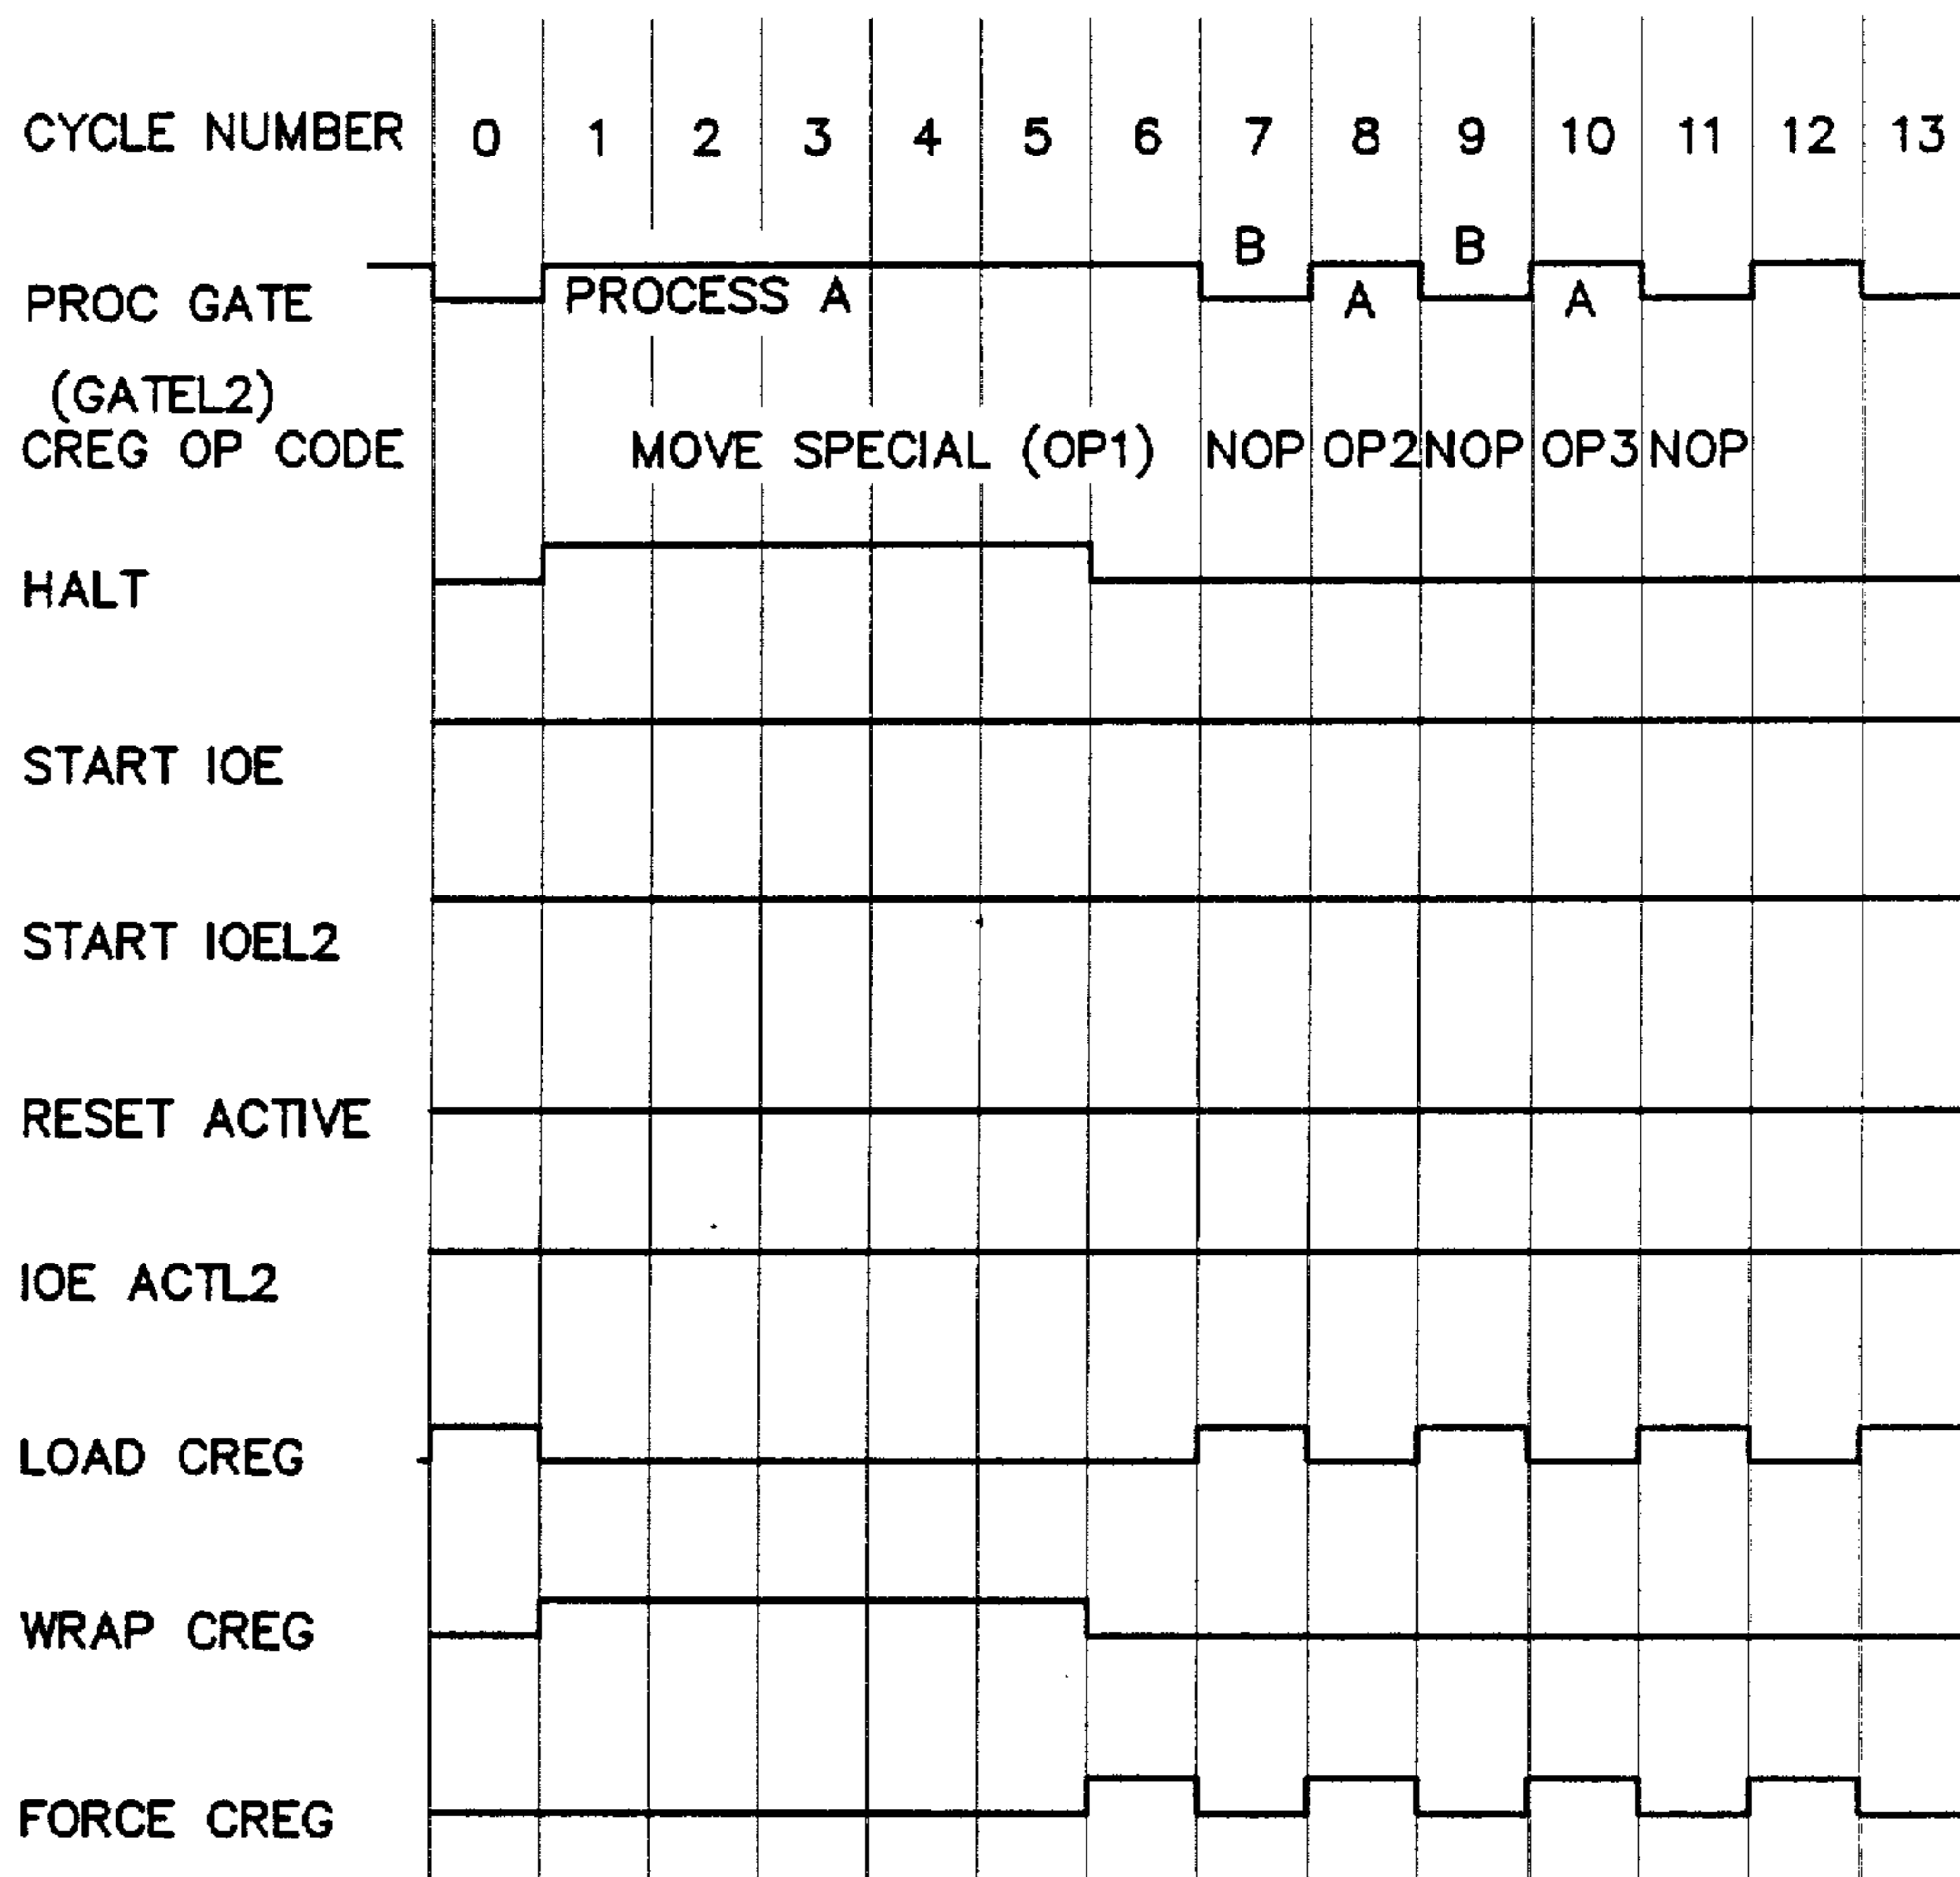 CYCLE NUMBER 0 1 2 3 4 5 6 7 8 9 10 11 12 13
B B
PROC GATE PROCESS A A A
(GATEL2)
CREG OP CODE MOVE SPECIAL (OP1) NOP OP2 NOP OP3 NOP
HALT
START IOE
START IOEL2
RESET ACTIVE
IOE ACTL2
LOAD CREG
WRAP CREG
FORCE CREG